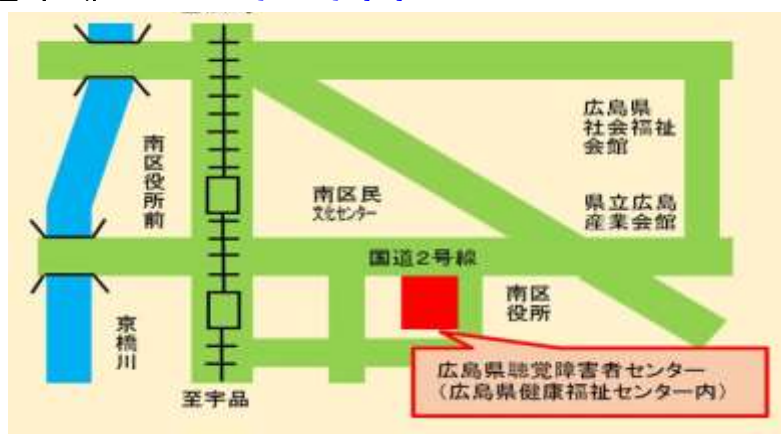 広島県
社会福祉
会館
南区役所前
南区民
文化センター
県立広島
産業会館
国道2号線
南区
役所
京橋川
広島県聴覚障害者センター
（広島県健康福祉センター内）
至宇品